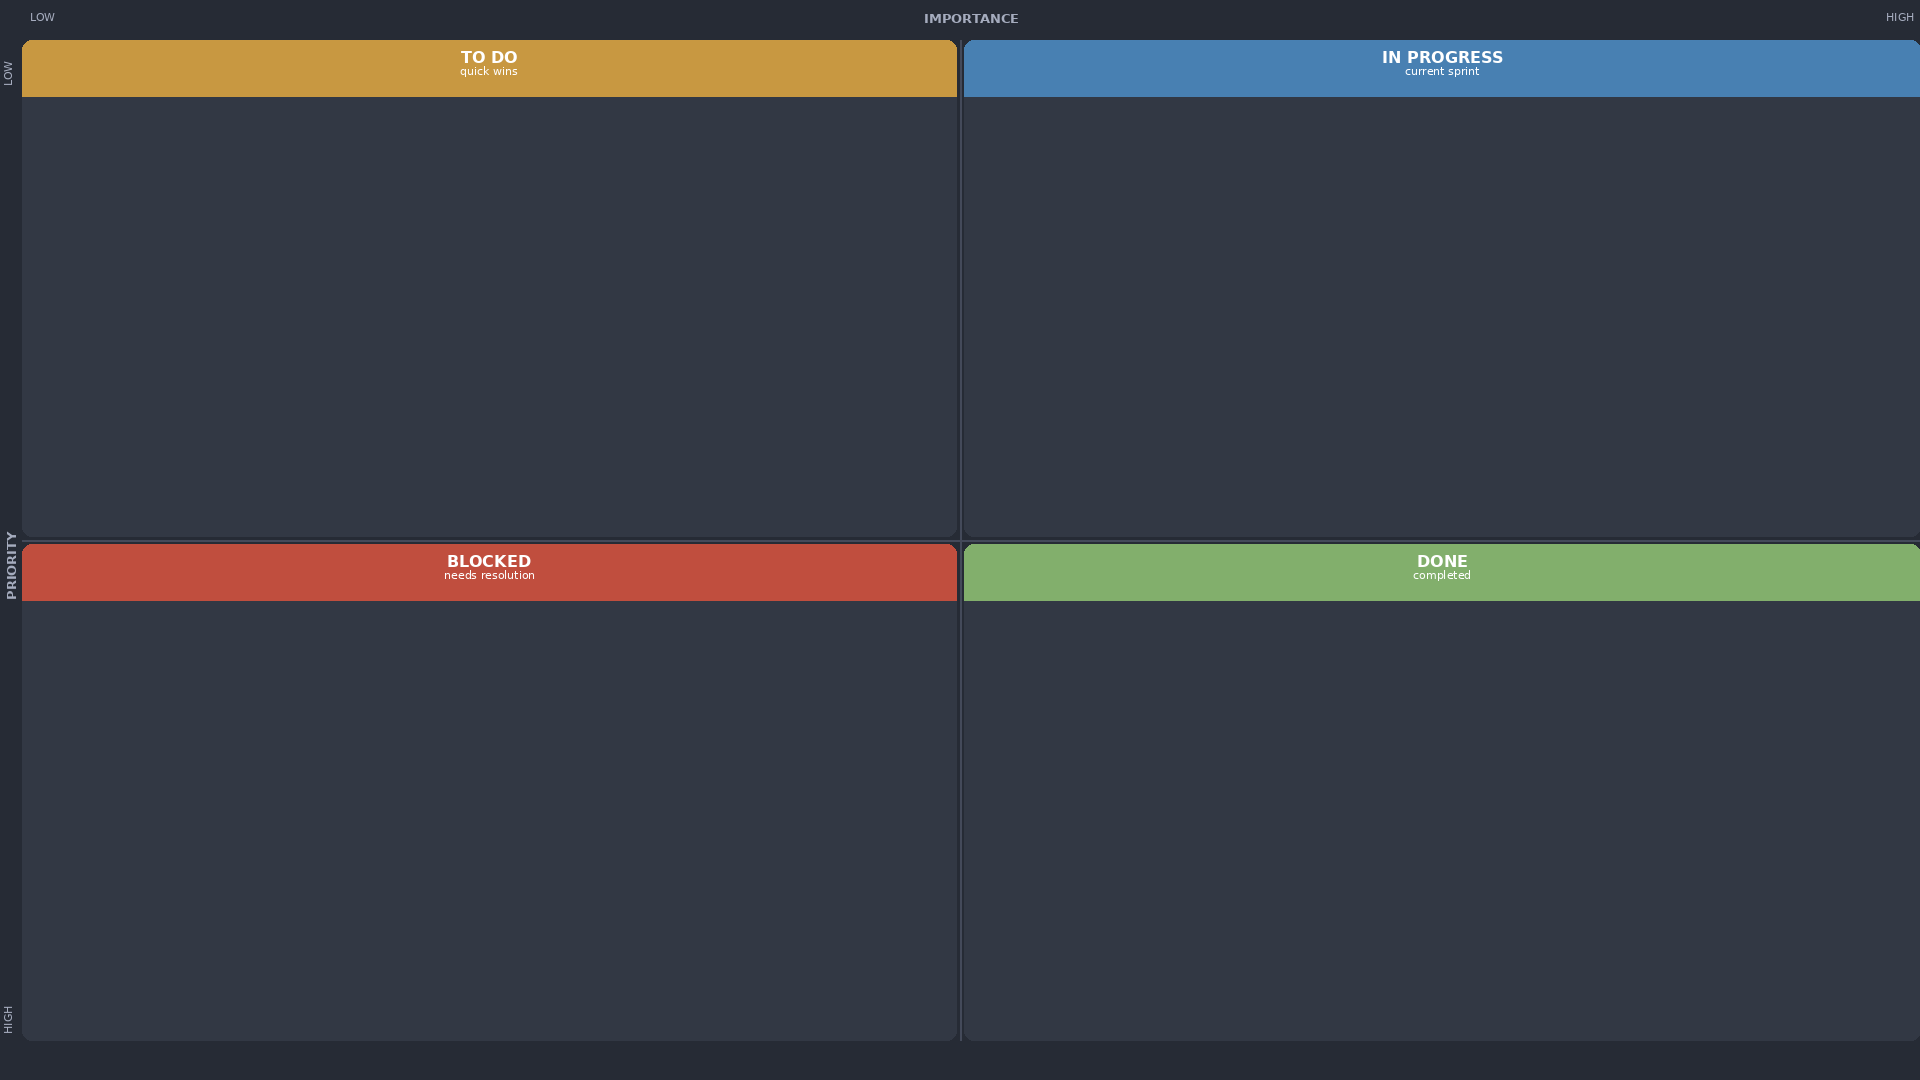 LOW
IMPORTANCE
HIGH
LOW
TO DO
quick wins
IN PROGRESS
current sprint
PRIORITY
BLOCKED
needs resolution
DONE
completed
HIGH